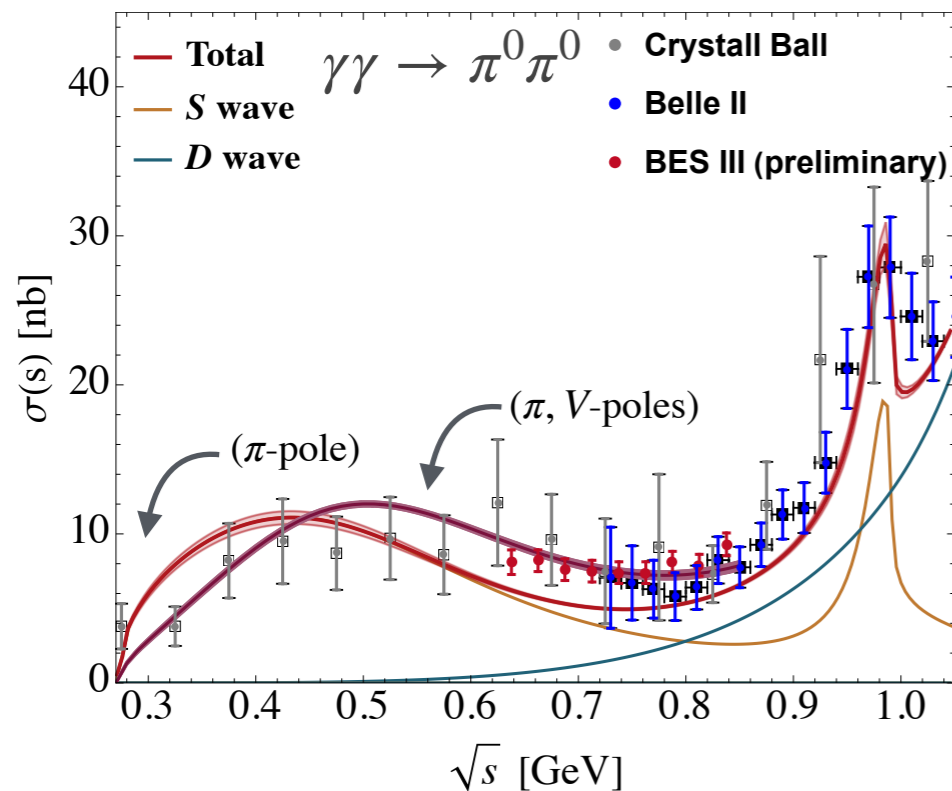 Total
S wave
D wave
γγ → π⁰π⁰
Crystall Ball
Belle II
BES III (preliminary)
(π-pole)
(π, V-poles)
σ(s) [nb]
40
30
20
10
0
0.3 0.4 0.5 0.6 0.7 0.8 0.9 1.0
√s [GeV]